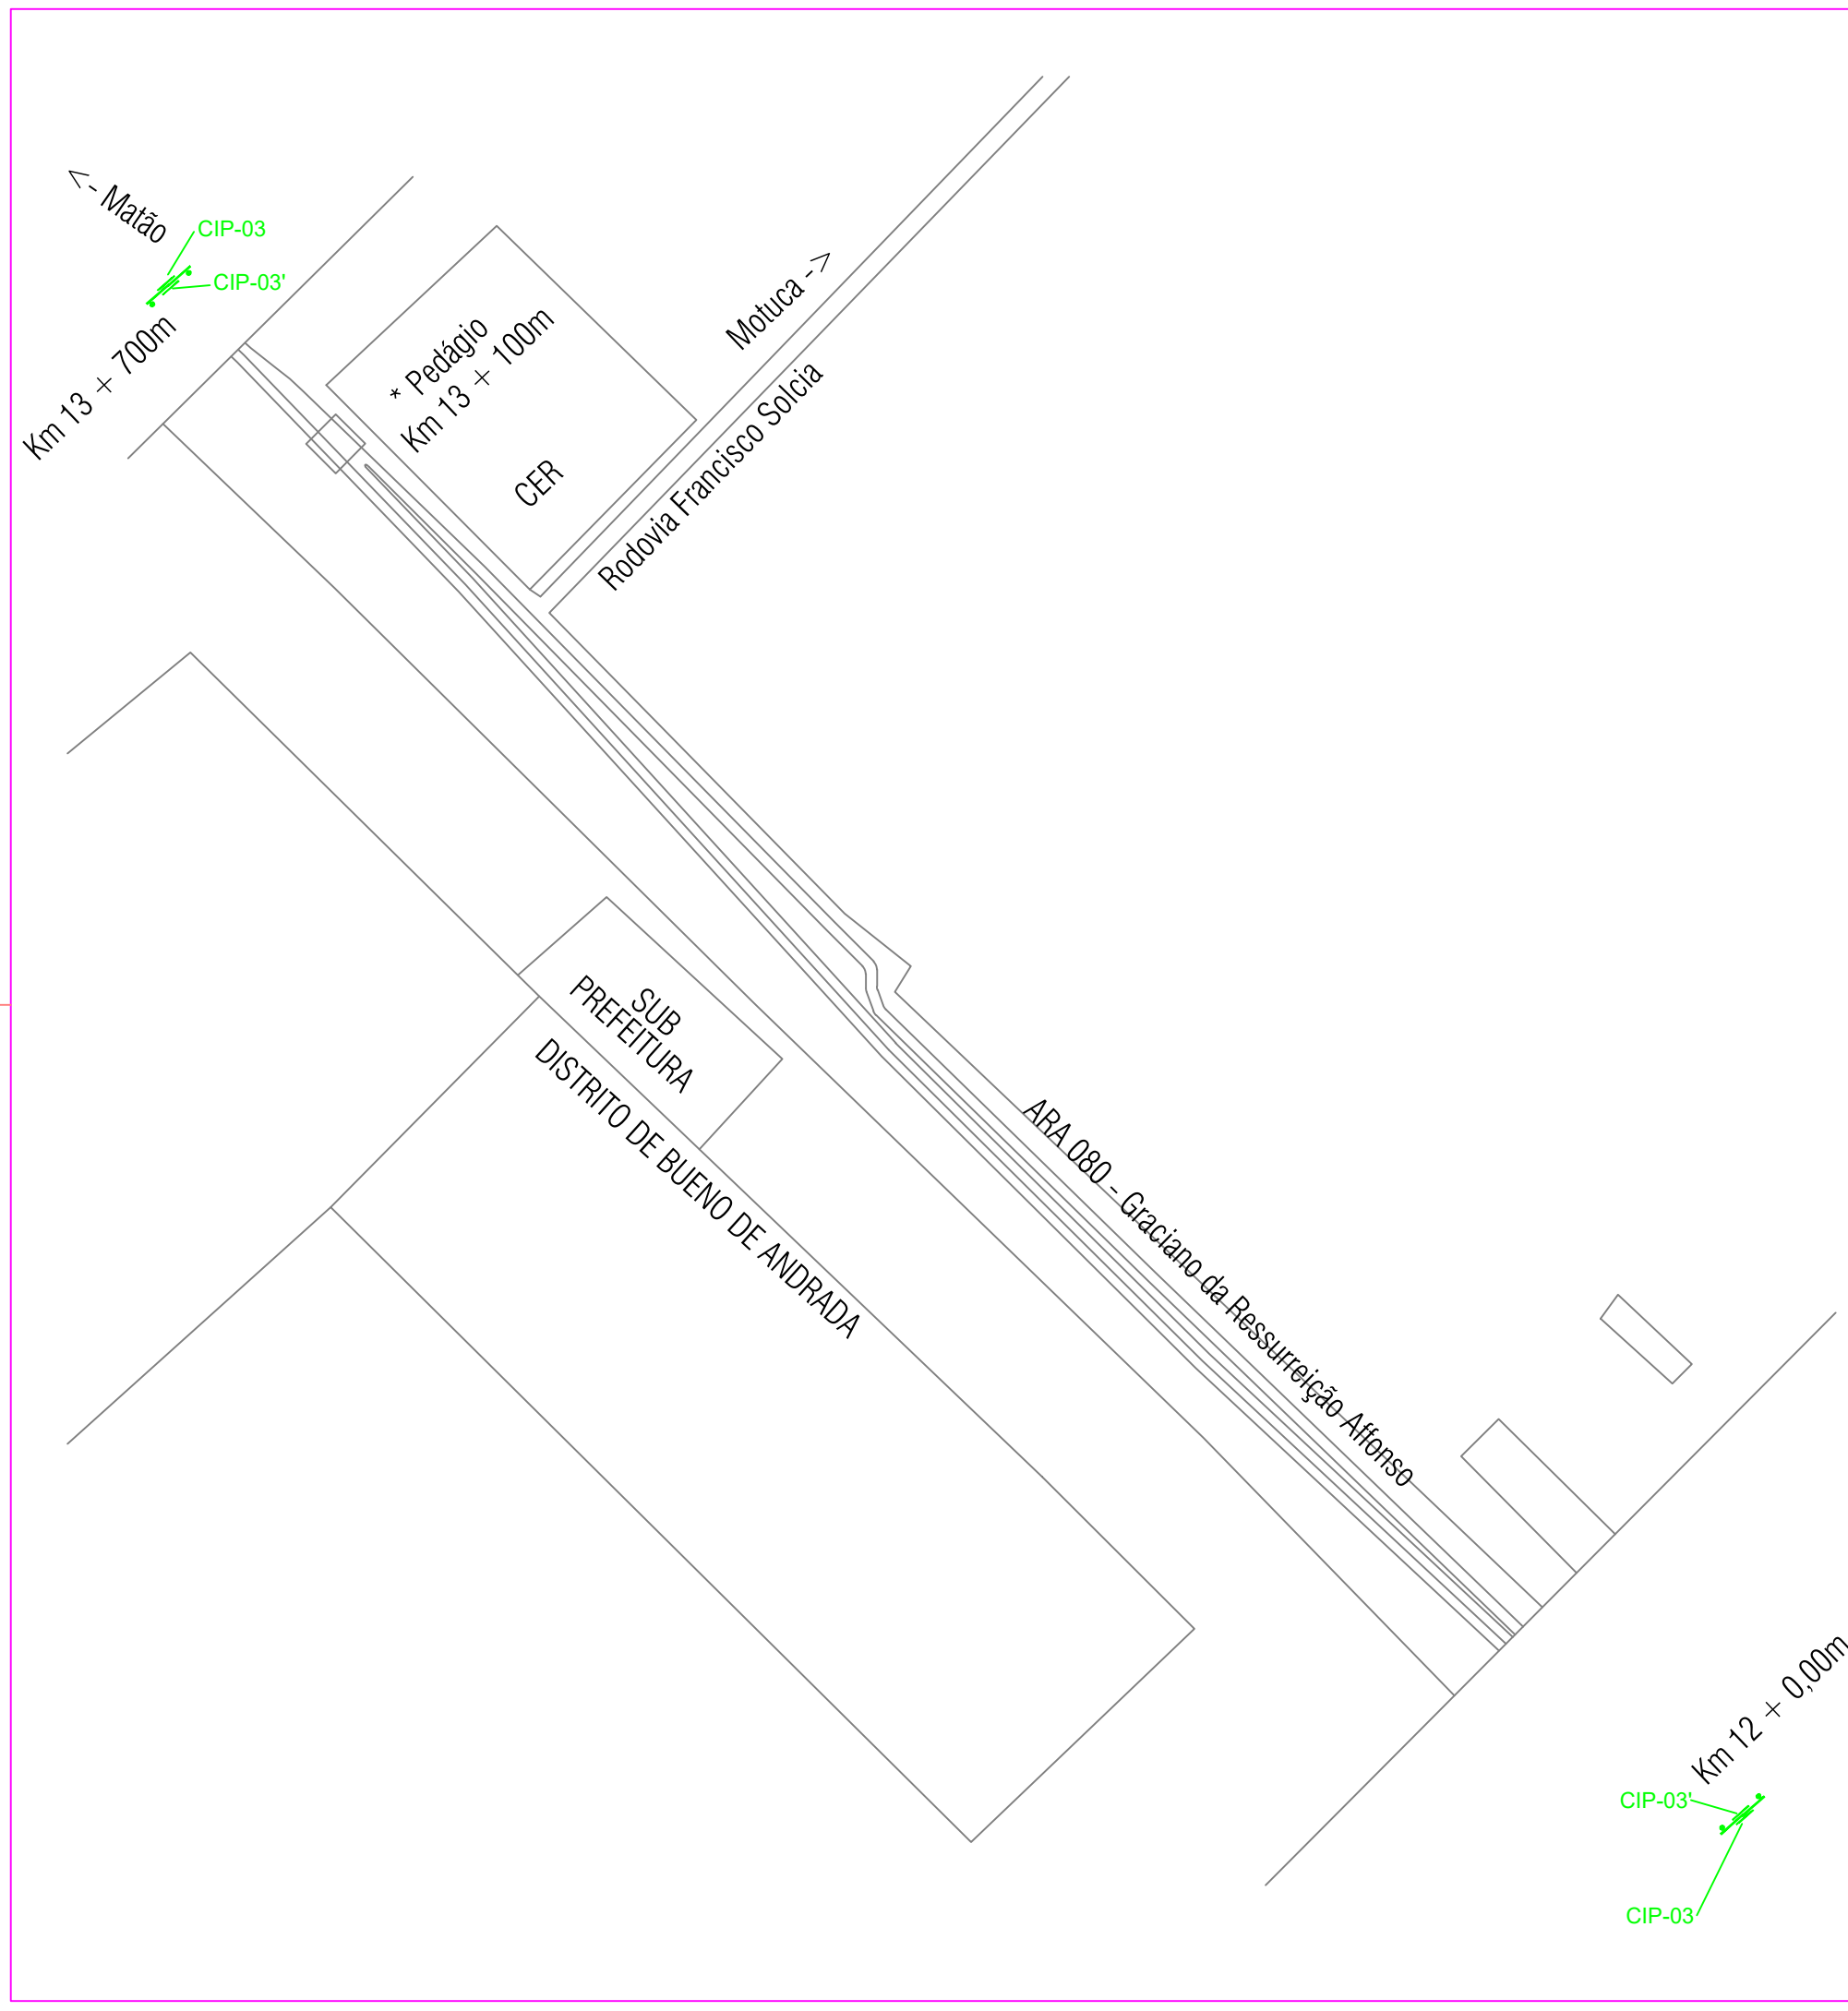 <- Matão
CIP-03
CIP-03'
Km 13 + 700m
* Pedágio
Km 13 + 100m
CER
Motuca ->
Rodovia Francisco Solcia
SUB
PREFEITURA
DISTRITO DE BUENO DE ANDRADA
ARA 080 - Graciano da Ressurreição Affonso
Km 12 + 0,00m
CIP-03'
CIP-03